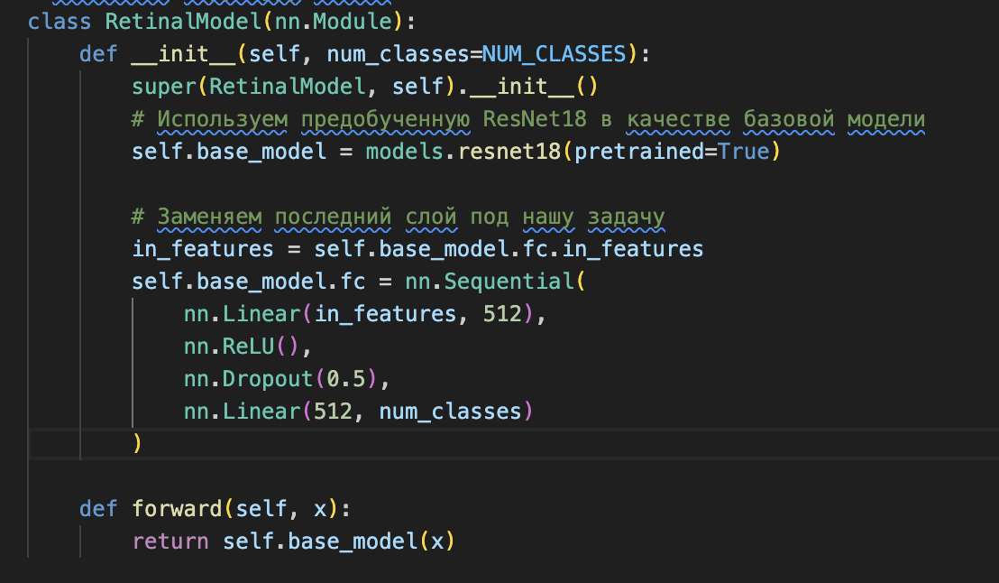 class RetinalModel(nn.Module):
    def __init__(self, num_classes=NUM_CLASSES):
        super(RetinalModel, self).__init__()
        # Используем предобученную ResNet18 в качестве базовой модели
        self.base_model = models.resnet18(pretrained=True)

        # Заменяем последний слой под нашу задачу
        in_features = self.base_model.fc.in_features
        self.base_model.fc = nn.Sequential(
            nn.Linear(in_features, 512),
            nn.ReLU(),
            nn.Dropout(0.5),
            nn.Linear(512, num_classes)
        )

    def forward(self, x):
        return self.base_model(x)